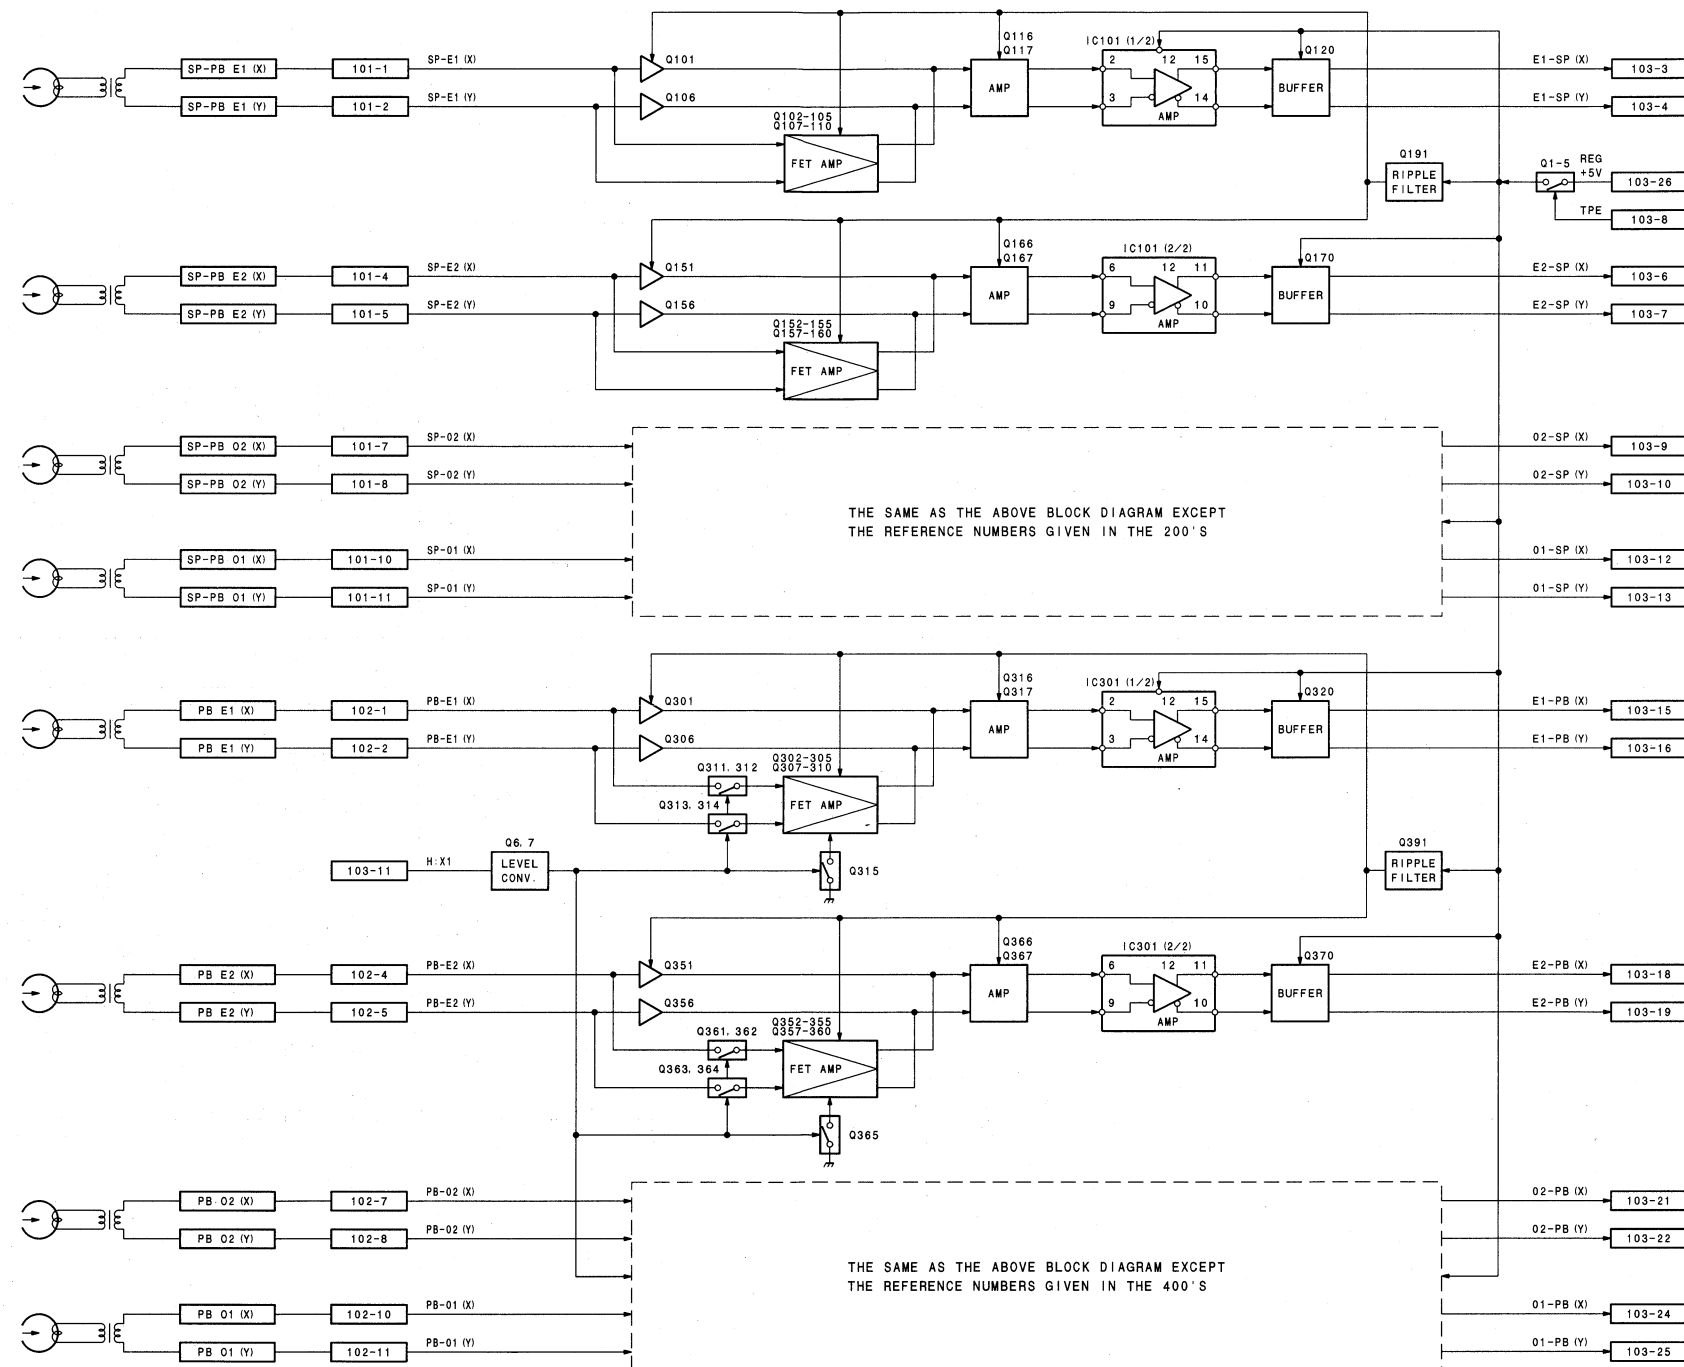 Q116
Q117
IC101 (1/2)
Q120
SP-PB E1 (X)
101-1
SP-E1 (X)
Q101
2
12
15
E1-SP (X)
103-3
AMP
BUFFER
SP-PB E1 (Y)
101-2
SP-E1 (Y)
Q106
3
14
AMP
E1-SP (Y)
103-4
Q102-105
Q107-110
FET AMP
Q191
RIPPLE
FILTER
Q1-5
REG
+5V
103-26
TPE
103-8
Q166
Q167
IC101 (2/2)
Q170
SP-PB E2 (X)
101-4
SP-E2 (X)
Q151
6
12
11
E2-SP (X)
103-6
AMP
BUFFER
SP-PB E2 (Y)
101-5
SP-E2 (Y)
Q156
9
10
AMP
E2-SP (Y)
103-7
Q152-155
Q157-160
FET AMP
SP-PB O2 (X)
101-7
SP-O2 (X)
O2-SP (X)
103-9
SP-PB O2 (Y)
101-8
SP-O2 (Y)
O2-SP (Y)
103-10
THE SAME AS THE ABOVE BLOCK DIAGRAM EXCEPT
THE REFERENCE NUMBERS GIVEN IN THE 200'S
SP-PB O1 (X)
101-10
SP-O1 (X)
O1-SP (X)
103-12
SP-PB O1 (Y)
101-11
SP-O1 (Y)
O1-SP (Y)
103-13
Q316
Q317
IC301 (1/2)
Q320
PB E1 (X)
102-1
PB-E1 (X)
Q301
2
12
15
E1-PB (X)
103-15
AMP
BUFFER
PB E1 (Y)
102-2
PB-E1 (Y)
Q306
3
14
AMP
E1-PB (Y)
103-16
Q311, 312
Q302-305
Q307-310
Q313, 314
FET AMP
103-11
H:X1
Q6, 7
LEVEL
CONV.
Q315
Q391
RIPPLE
FILTER
Q366
Q367
IC301 (2/2)
Q370
PB E2 (X)
102-4
PB-E2 (X)
Q351
6
12
11
E2-PB (X)
103-18
AMP
BUFFER
PB E2 (Y)
102-5
PB-E2 (Y)
Q356
9
10
AMP
E2-PB (Y)
103-19
Q361, 362
Q352-355
Q357-360
Q363, 364
FET AMP
Q365
PB O2 (X)
102-7
PB-O2 (X)
O2-PB (X)
103-21
PB O2 (Y)
102-8
PB-O2 (Y)
O2-PB (Y)
103-22
THE SAME AS THE ABOVE BLOCK DIAGRAM EXCEPT
THE REFERENCE NUMBERS GIVEN IN THE 400'S
PB O1 (X)
102-10
PB-O1 (X)
O1-PB (X)
103-24
PB O1 (Y)
102-11
PB-O1 (Y)
O1-PB (Y)
103-25